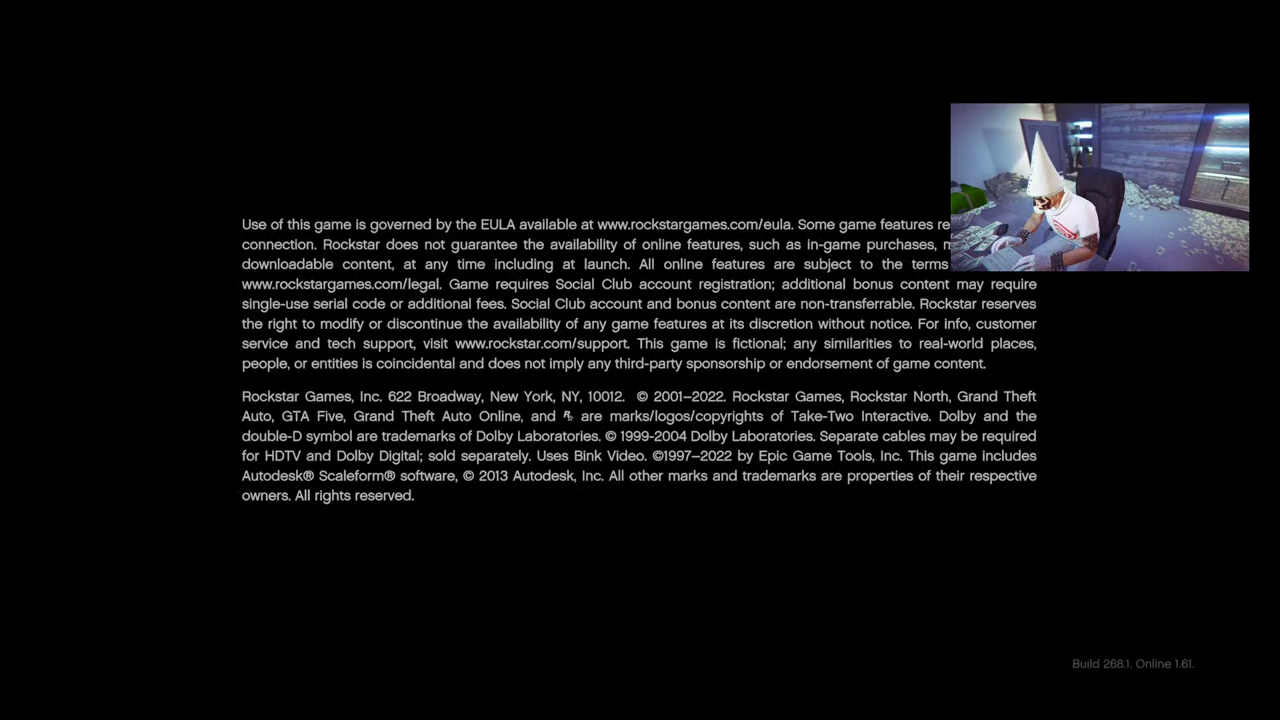 Use of this game is governed by the EULA available at www.rockstargames.com/eula. Some game features
connection. Rockstar does not guarantee the availability of online features, such as in-game purchases,
downloadable content, at any time including at launch. All online features are subject to the terms
www.rockstargames.com/legal. Game requires Social Club account registration; additional bonus content may require
single-use serial code or additional fees. Social Club account and bonus content are non-transferrable. Rockstar reserves
the right to modify or discontinue the availability of any game features at its discretion without notice. For info, customer
service and tech support, visit www.rockstar.com/support. This game is fictional; any similarities to real-world places,
people, or entities is coincidental and does not imply any third-party sponsorship or endorsement of game content.
Rockstar Games, Inc. 622 Broadway, New York, NY, 10012. © 2001–2022. Rockstar Games, Rockstar North, Grand Theft
Auto, GTA Five, Grand Theft Auto Online, and R* are marks/logos/copyrights of Take-Two Interactive. Dolby and the
double-D symbol are trademarks of Dolby Laboratories. © 1999-2004 Dolby Laboratories. Separate cables may be required
for HDTV and Dolby Digital; sold separately. Uses Bink Video. ©1997–2022 by Epic Game Tools, Inc. This game includes
Autodesk® Scaleform® software, © 2013 Autodesk, Inc. All other marks and trademarks are properties of their respective
owners. All rights reserved.
Build 268.1. Online 1.61.